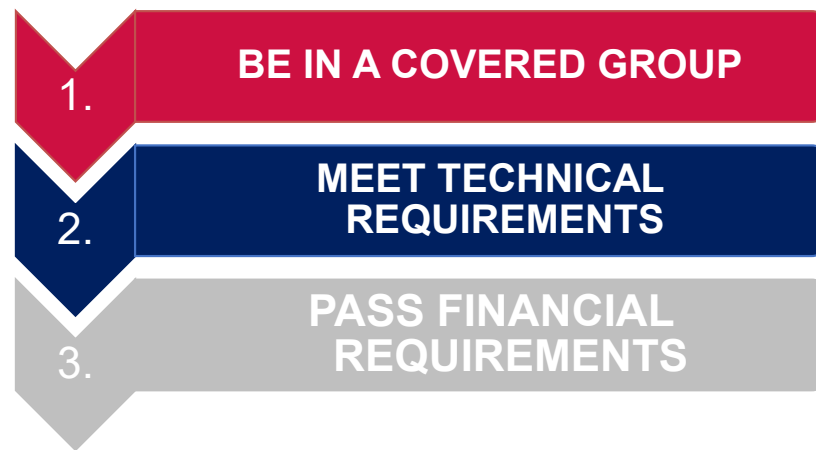 1.
BE IN A COVERED GROUP
2.
MEET TECHNICAL
REQUIREMENTS
3.
PASS FINANCIAL
REQUIREMENTS